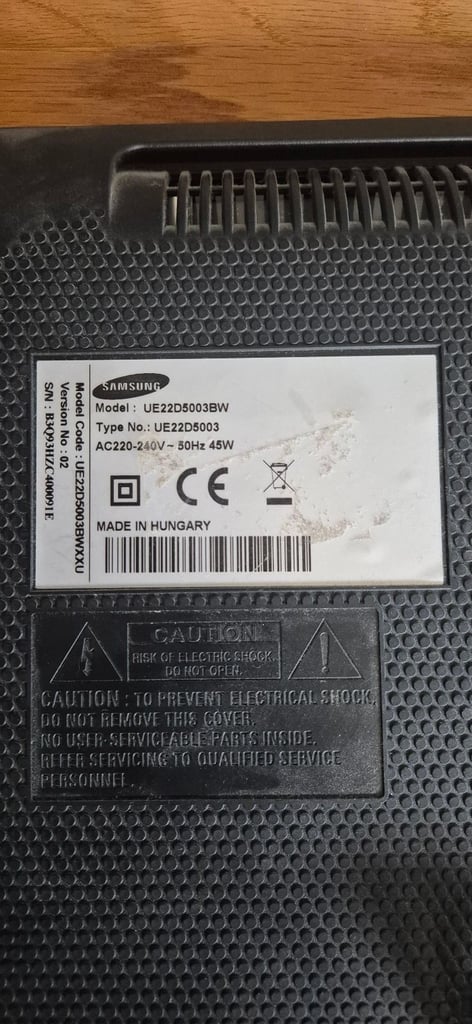 SAMSUNG
Model : UE22D5003BW
Type No.: UE22D5003
AC220-240V~ 50Hz 45W
CE
MADE IN HUNGARY
Model Code : UE22D5003BWXXU
Version No : 02
S/N : B3Q93HZC400091E
CAUTION
RISK OF ELECTRIC SHOCK.
DO NOT OPEN.
CAUTION : TO PREVENT ELECTRICAL SHOCK,
DO NOT REMOVE THIS COVER.
NO USER-SERVICEABLE PARTS INSIDE.
REFER SERVICING TO QUALIFIED SERVICE
PERSONNEL.